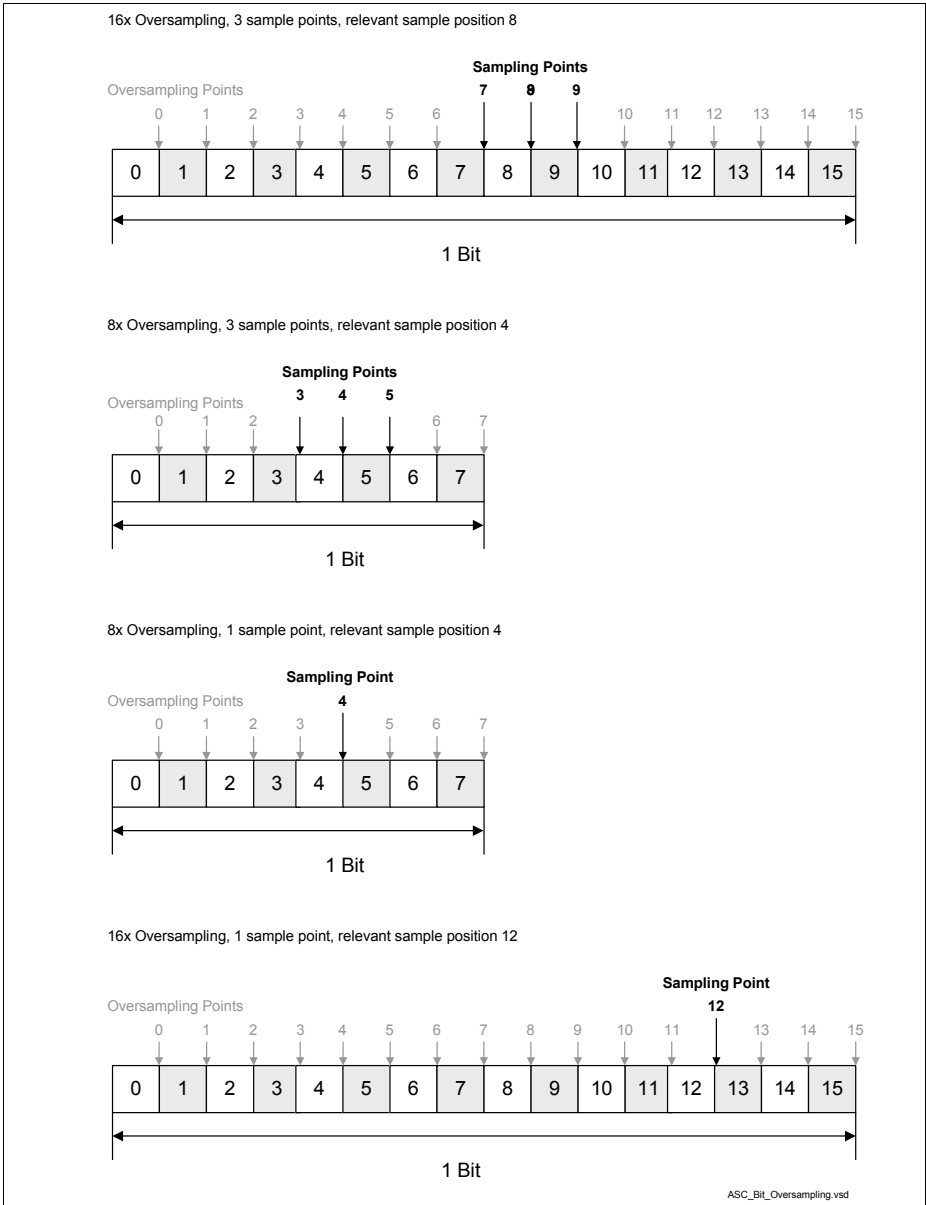 16x Oversampling, 3 sample points, relevant sample position 8
Sampling Points
7 8 9
Oversampling Points
0 1 2 3 4 5 6 10 11 12 13 14 15
0 1 2 3 4 5 6 7 8 9 10 11 12 13 14 15
1 Bit
8x Oversampling, 3 sample points, relevant sample position 4
Sampling Points
3 4 5
Oversampling Points
0 1 2 6 7
0 1 2 3 4 5 6 7
1 Bit
8x Oversampling, 1 sample point, relevant sample position 4
Sampling Point
Oversampling Points 4
0 1 2 3 5 6 7
0 1 2 3 4 5 6 7
1 Bit
16x Oversampling, 1 sample point, relevant sample position 12
Sampling Point
Oversampling Points 12
0 1 2 3 4 5 6 7 8 9 10 11 13 14 15
0 1 2 3 4 5 6 7 8 9 10 11 12 13 14 15
1 Bit
ASC_Bit_Oversampling.vsd